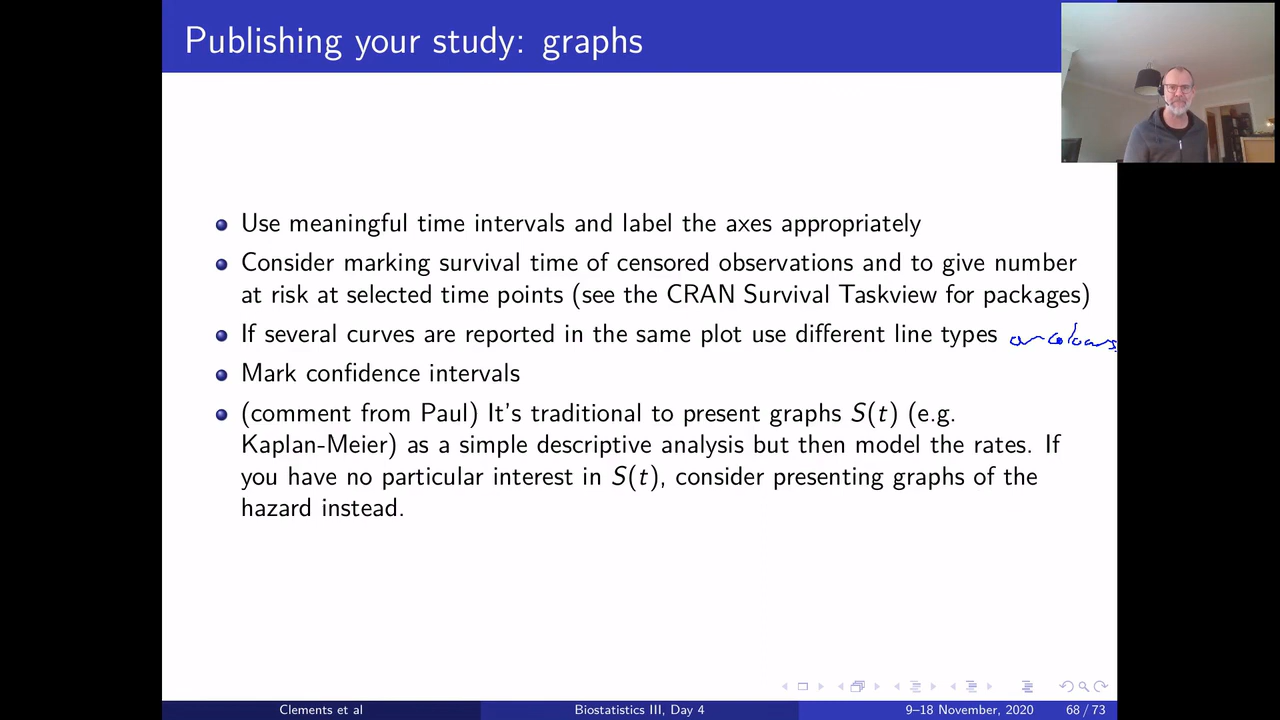 Publishing your study: graphs
Use meaningful time intervals and label the axes appropriately
Consider marking survival time of censored observations and to give number
at risk at selected time points (see the CRAN Survival Taskview for packages)
If several curves are reported in the same plot use different line types or colours
Mark confidence intervals
(comment from Paul) It's traditional to present graphs S(t) (e.g.
Kaplan-Meier) as a simple descriptive analysis but then model the rates. If
you have no particular interest in S(t), consider presenting graphs of the
hazard instead.
Clements et al Biostatistics III, Day 4 9–18 November, 2020 68 / 73